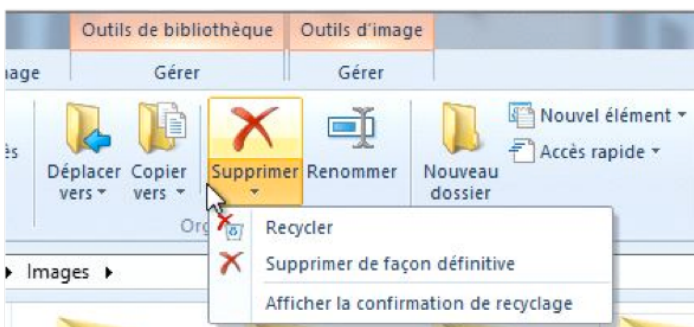 Outils de bibliothèque Outils d'image
nage Gérer Gérer
ès Déplacer vers Copier vers Supprimer Renommer Nouveau dossier
Nouvel élément
Accès rapide
Org
Recycler
Images
Supprimer de façon définitive
Afficher la confirmation de recyclage